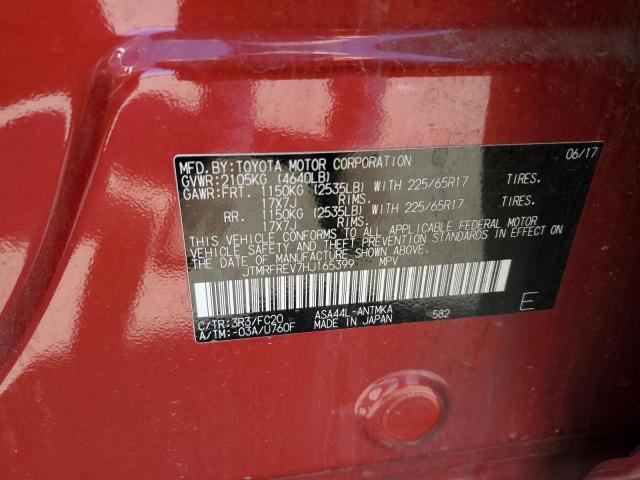 MFD. BY: TOYOTA MOTOR CORPORATION 06/17
GVWR: 2105KG (4640LB)
GAWR: FRT. 1150KG (2535LB) WITH 225/65R17 TIRES.
17X7J RIMS.
RR. 1150KG (2535LB) WITH 225/65R17 TIRES.
17X7J RIMS.
THIS VEHICLE CONFORMS TO ALL APPLICABLE FEDERAL MOTOR
VEHICLE SAFETY AND THEFT PREVENTION STANDARDS IN EFFECT
ON THE DATE OF MANUFACTURE SHOWN ABOVE.
JTMRFREV7HJ165399 MPV
C/TR: 3R3/FC20 ASA44L-ANTMKA 582 E
A/TM: -03A/U760F MADE IN JAPAN